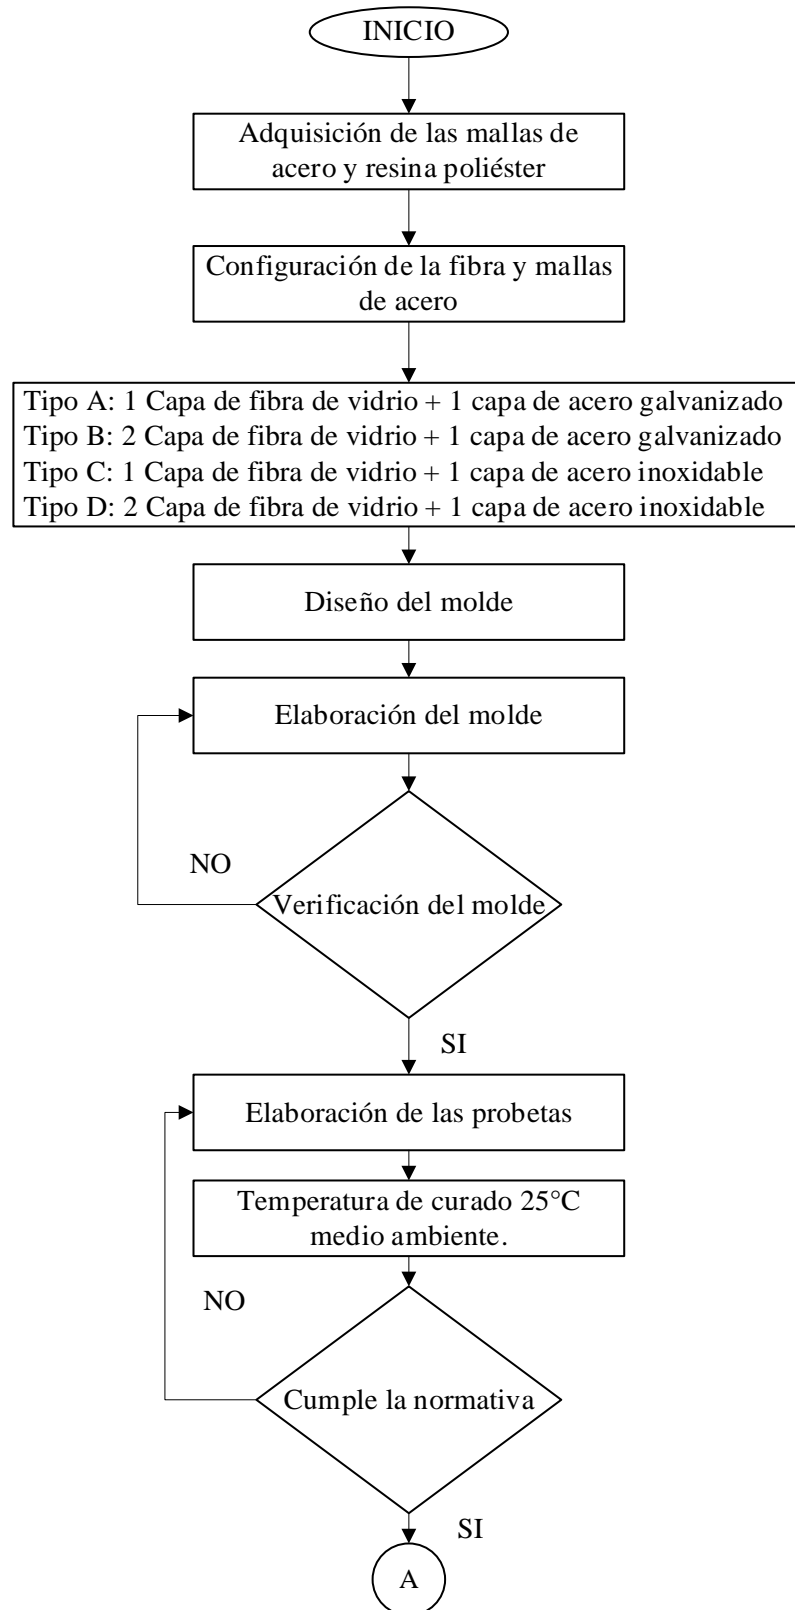 INICIO
Adquisición de las mallas de
acero y resina poliéster
Configuración de la fibra y mallas
de acero
Tipo A: 1 Capa de fibra de vidrio + 1 capa de acero galvanizado
Tipo B: 2 Capa de fibra de vidrio + 1 capa de acero galvanizado
Tipo C: 1 Capa de fibra de vidrio + 1 capa de acero inoxidable
Tipo D: 2 Capa de fibra de vidrio + 1 capa de acero inoxidable
Diseño del molde
Elaboración del molde
NO
Verificación del molde
SI
Elaboración de las probetas
Temperatura de curado 25°C
medio ambiente.
NO
Cumple la normativa
SI
A